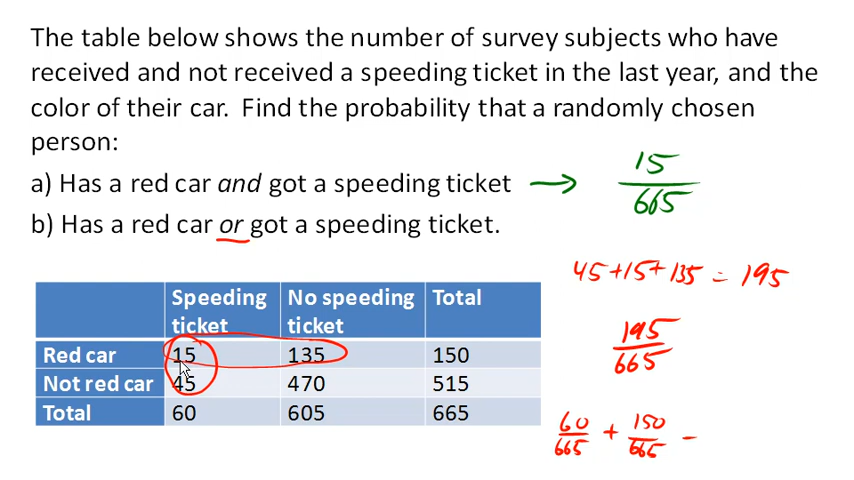 The table below shows the number of survey subjects who have
received and not received a speeding ticket in the last year, and the
color of their car. Find the probability that a randomly chosen
person:
a) Has a red car and got a speeding ticket → 15/665
b) Has a red car or got a speeding ticket.
45+15+135 = 195
195/665
Speeding ticket No speeding ticket Total
Red car 15 135 150
Not red car 45 470 515
Total 60 605 665
60/665 + 150/665 -